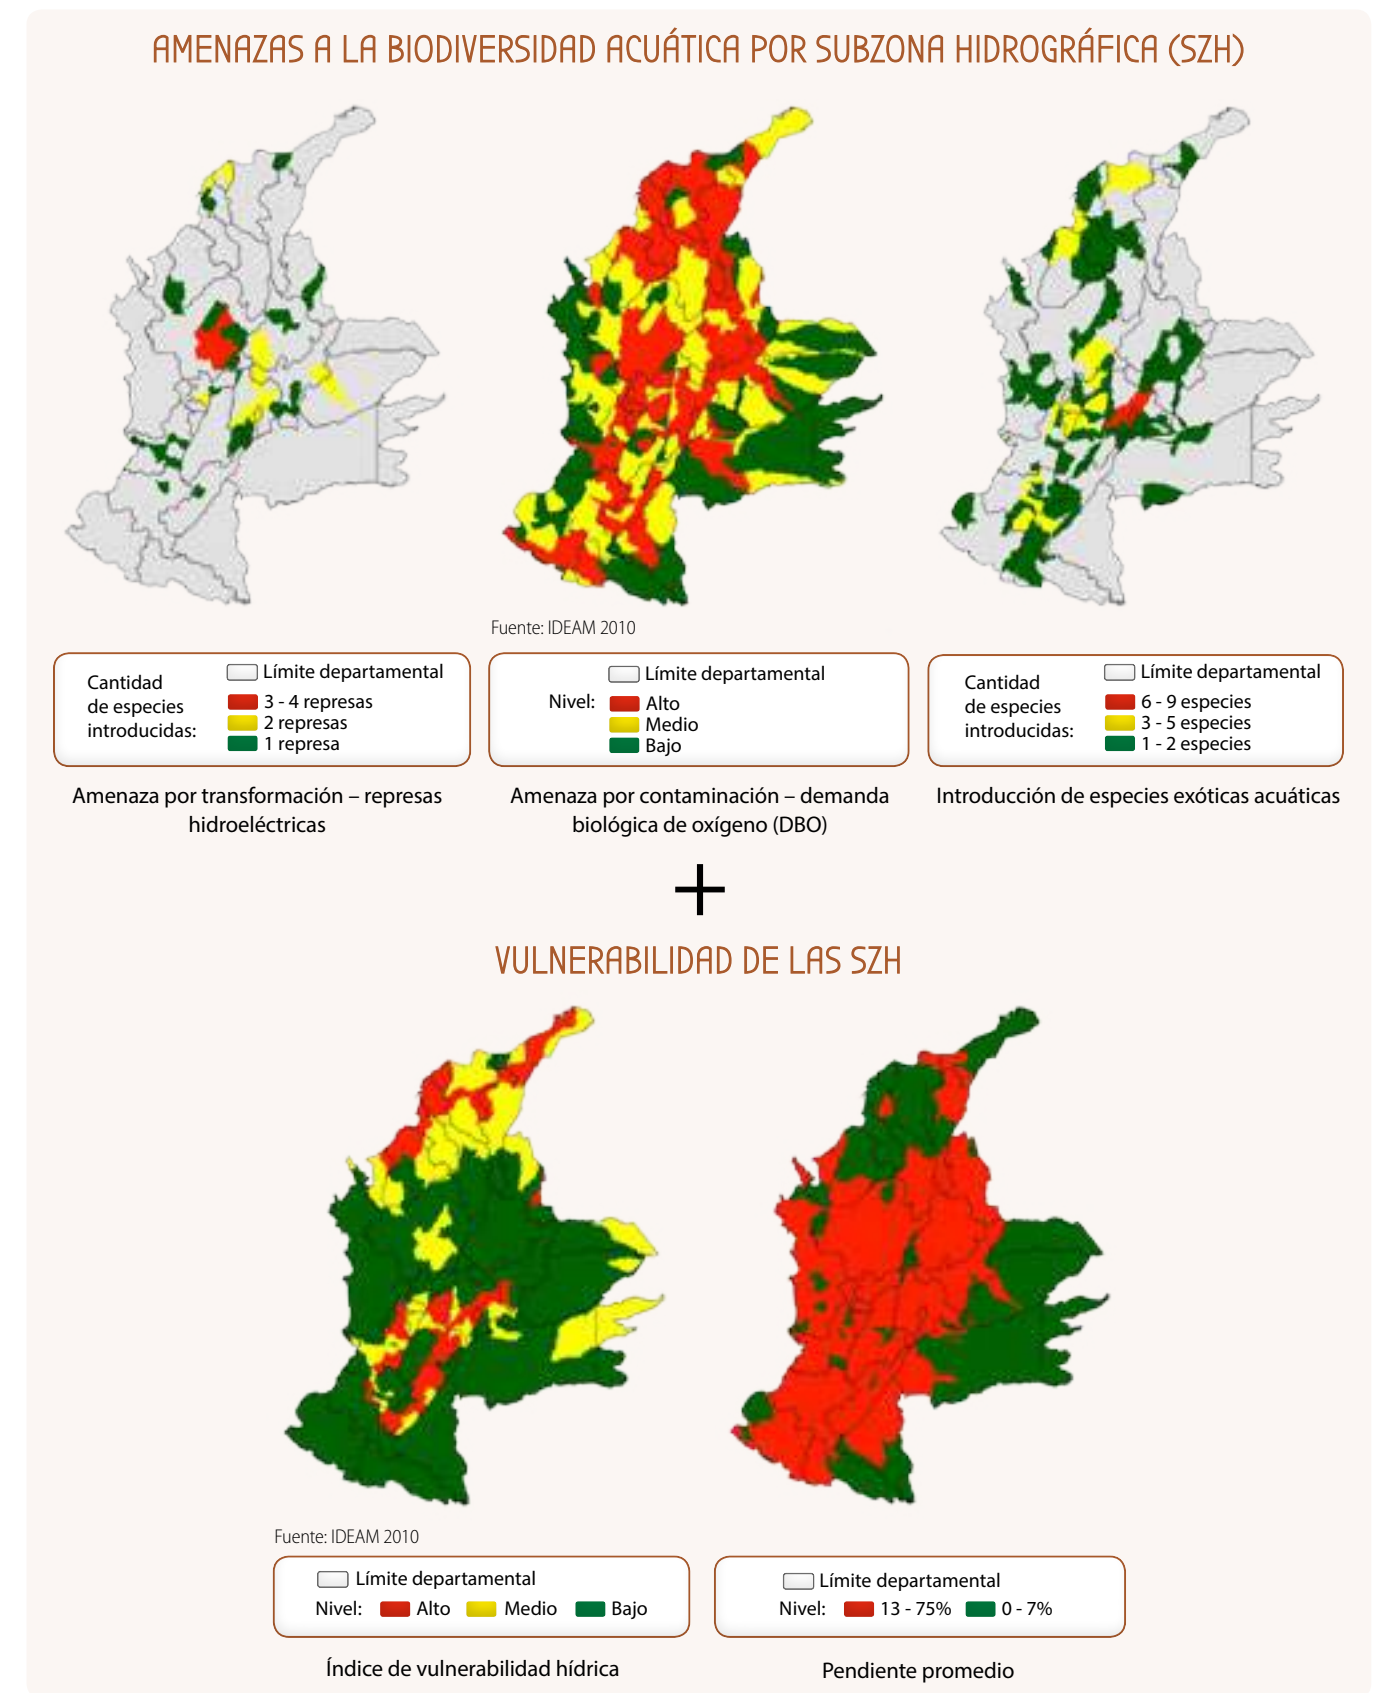 AMENAZAS A LA BIODIVERSIDAD ACUÁTICA POR SUBZONA HIDROGRÁFICA (SZH)
Fuente: IDEAM 2010
Cantidad
de especies
introducidas:
Límite departamental
3 - 4 represas
2 represas
1 represa
Amenaza por transformación – represas
hidroeléctricas
Límite departamental
Nivel:
Alto
Medio
Bajo
Amenaza por contaminación – demanda
biológica de oxígeno (DBO)
Cantidad
de especies
introducidas:
Límite departamental
6 - 9 especies
3 - 5 especies
1 - 2 especies
Introducción de especies exóticas acuáticas
+
VULNERABILIDAD DE LAS SZH
Fuente: IDEAM 2010
Límite departamental
Nivel: Alto Medio Bajo
Índice de vulnerabilidad hídrica
Límite departamental
Nivel: 13 - 75% 0 - 7%
Pendiente promedio